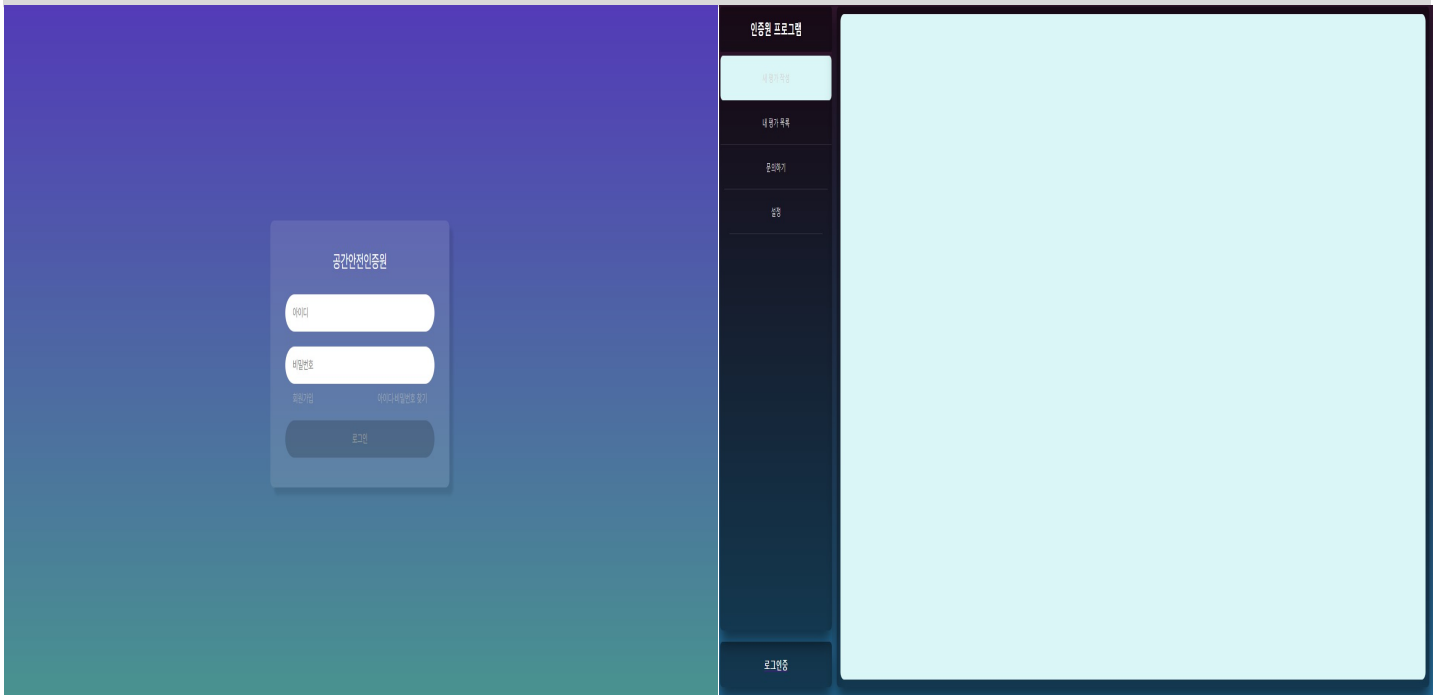 공간안전인증원
아이디
비밀번호
회원가입 아이디·비밀번호 찾기
로그인
인증원 프로그램
내 평가 목록
문의하기
설정
로그인중